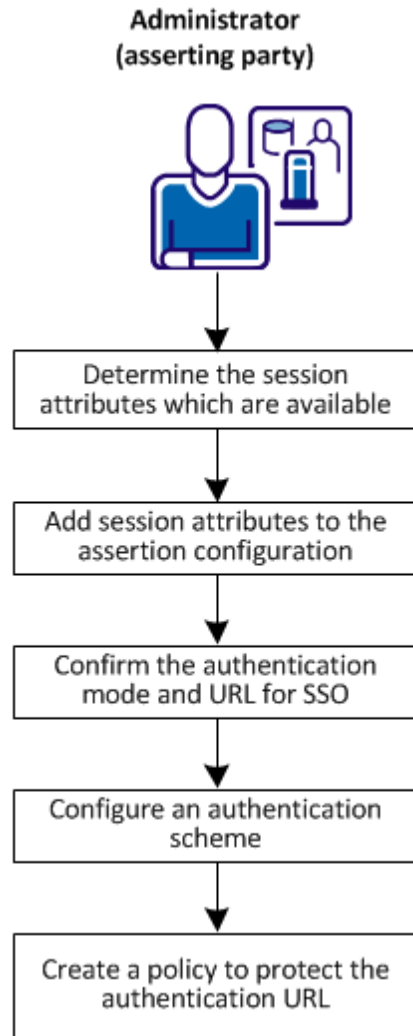 Administrator
(asserting party)
Determine the session
attributes which are available
Add session attributes to the
assertion configuration
Confirm the authentication
mode and URL for SSO
Configure an authentication
scheme
Create a policy to protect the
authentication URL